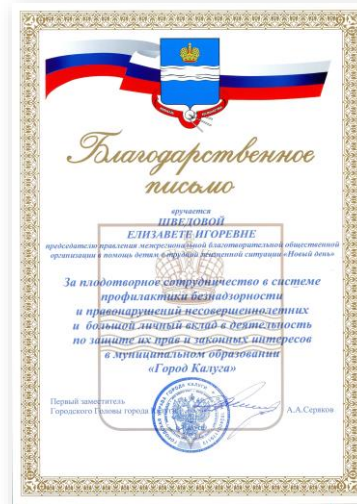 Благодарственное
письмо
вручается
ШВЕДОВОЙ
ЕЛИЗАВЕТЕ ИГОРЕВНЕ
председателю правления межрегиональной благотворительной общественной
организации в помощь детям в трудной жизненной ситуации «Новый день»
За плодотворное сотрудничество в системе
профилактики безнадзорности
и правонарушений несовершеннолетних
и большой личный вклад в деятельность
по защите их прав и законных интересов
в муниципальном образовании
«Город Калуга»
Первый заместитель
Городского Головы города
А.А.Серяков